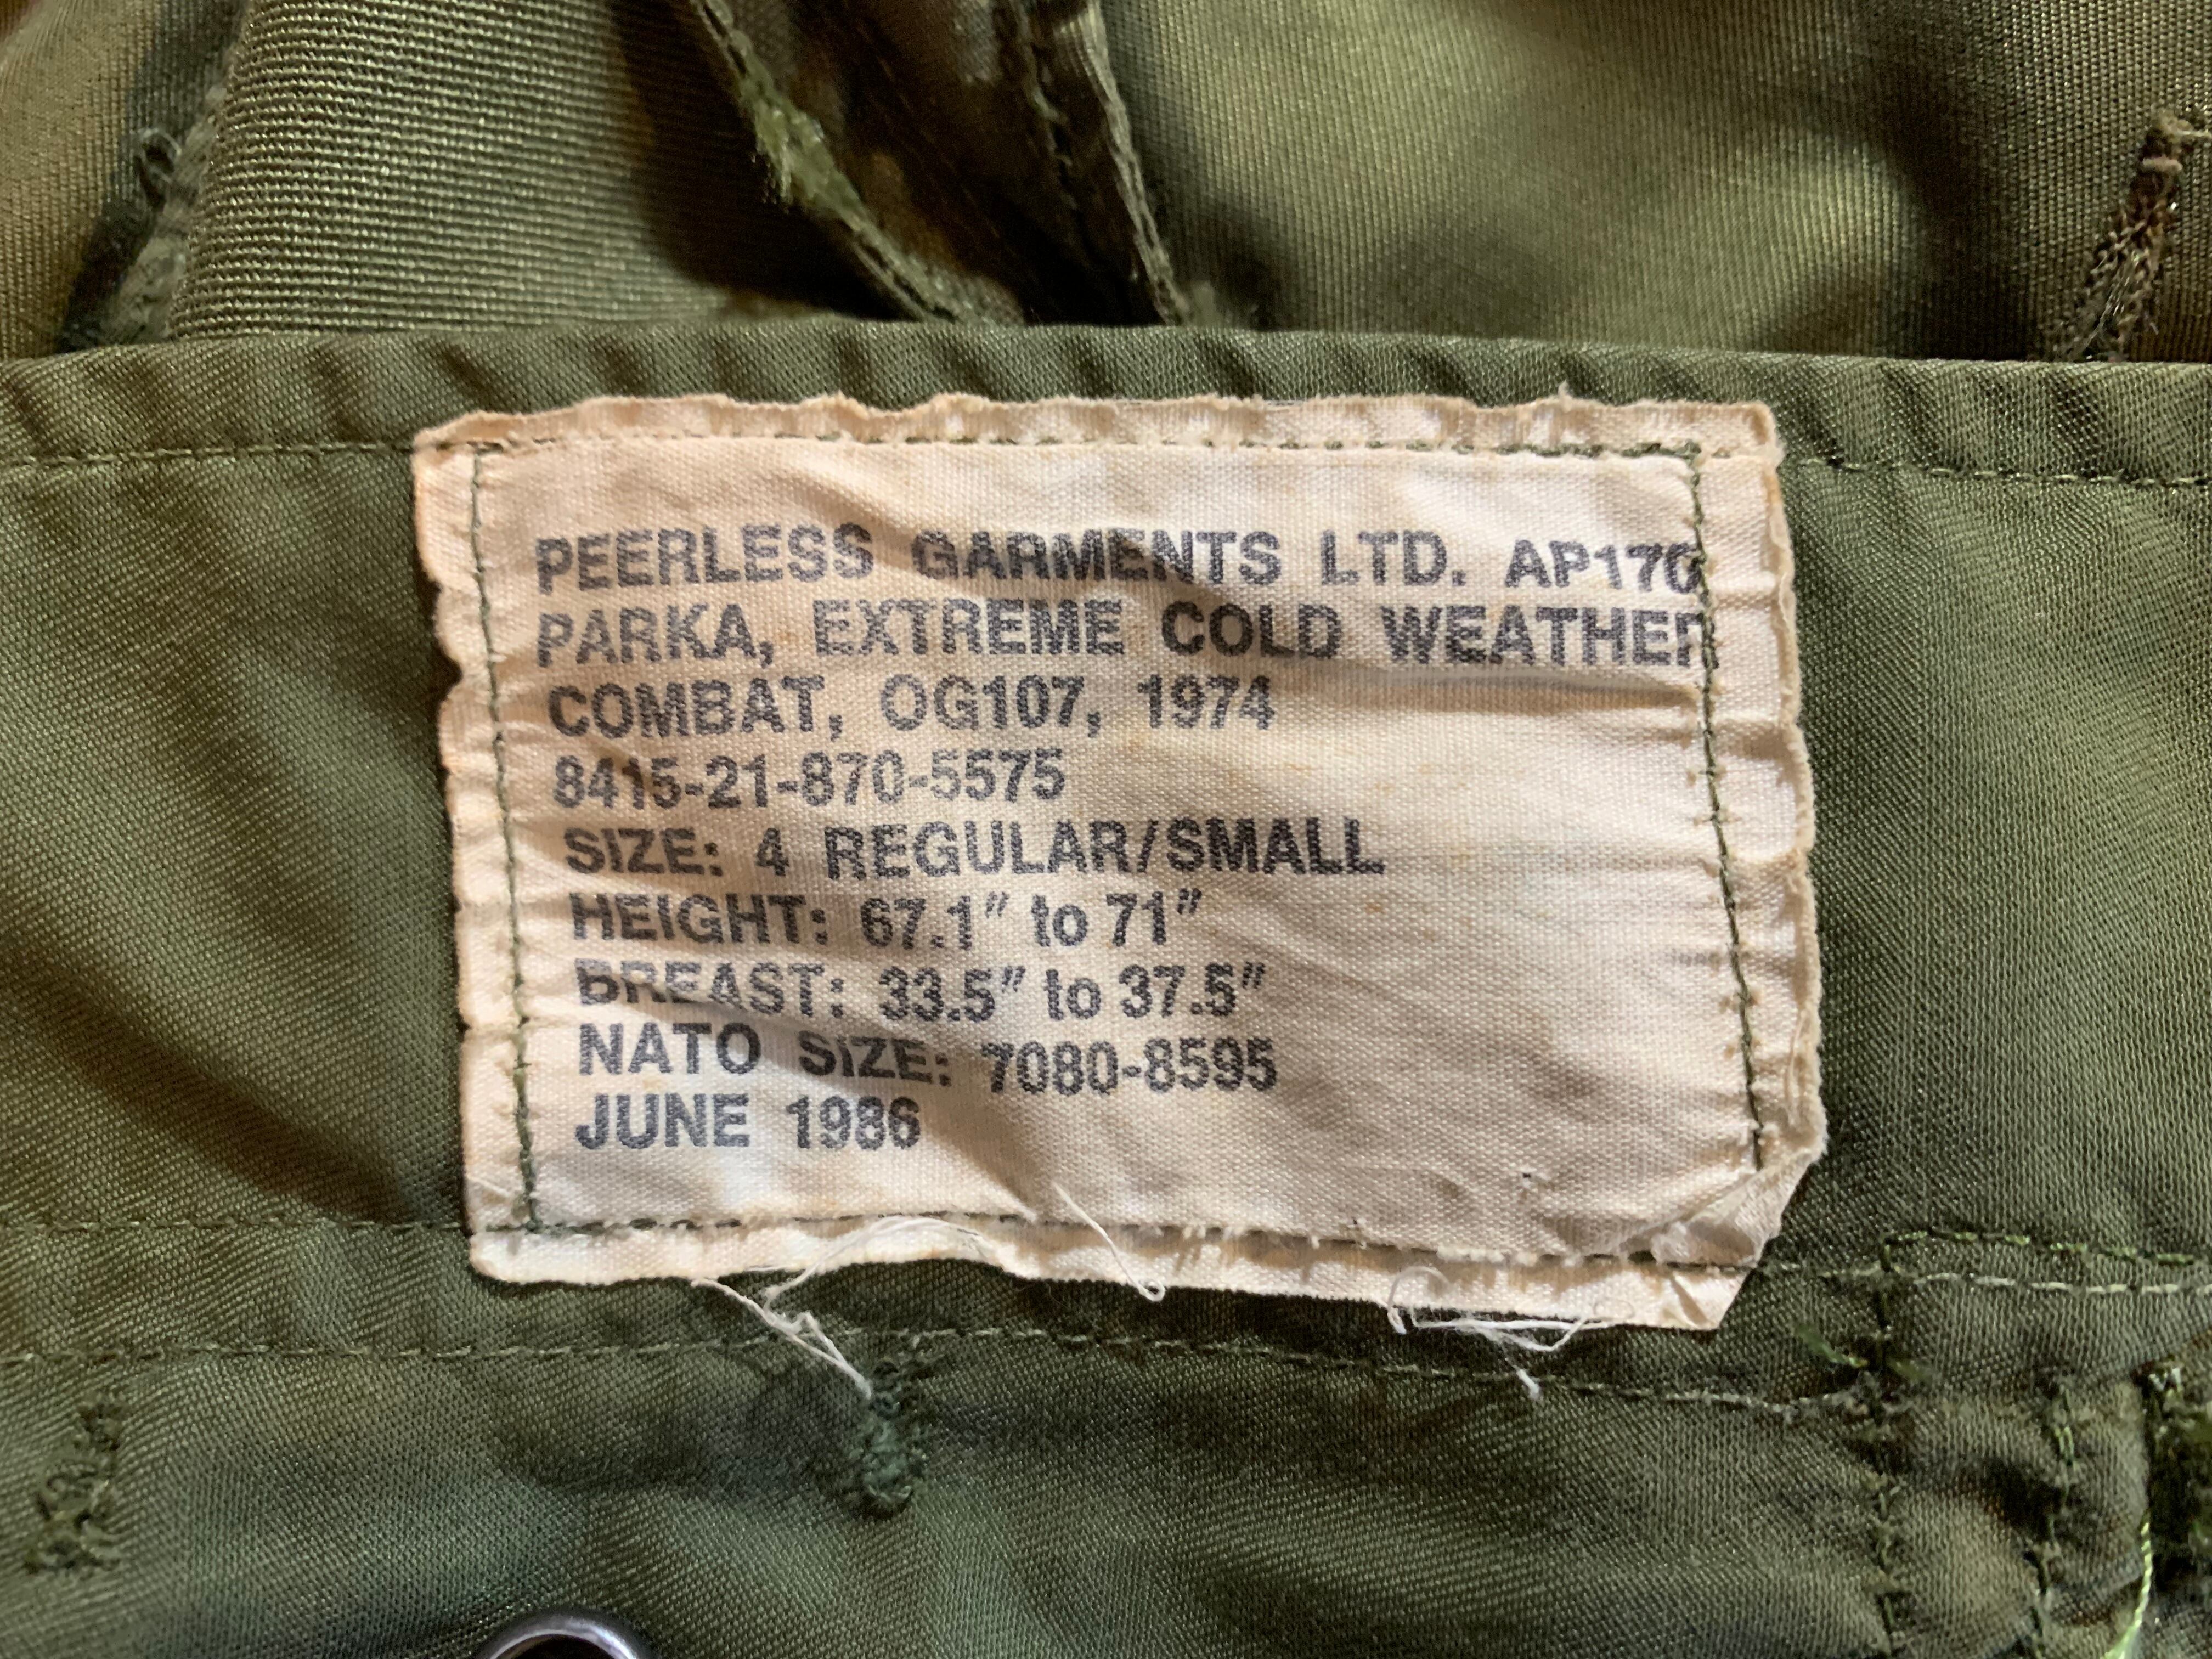 PEERLESS GARMENTS LTD. AP170
PARKA, EXTREME COLD WEATHER
COMBAT, OG107, 1974
8415-21-870-5575
SIZE: 4 REGULAR/SMALL
HEIGHT: 67.1" to 71"
BREAST: 33.5" to 37.5"
NATO SIZE: 7080-8595
JUNE 1986